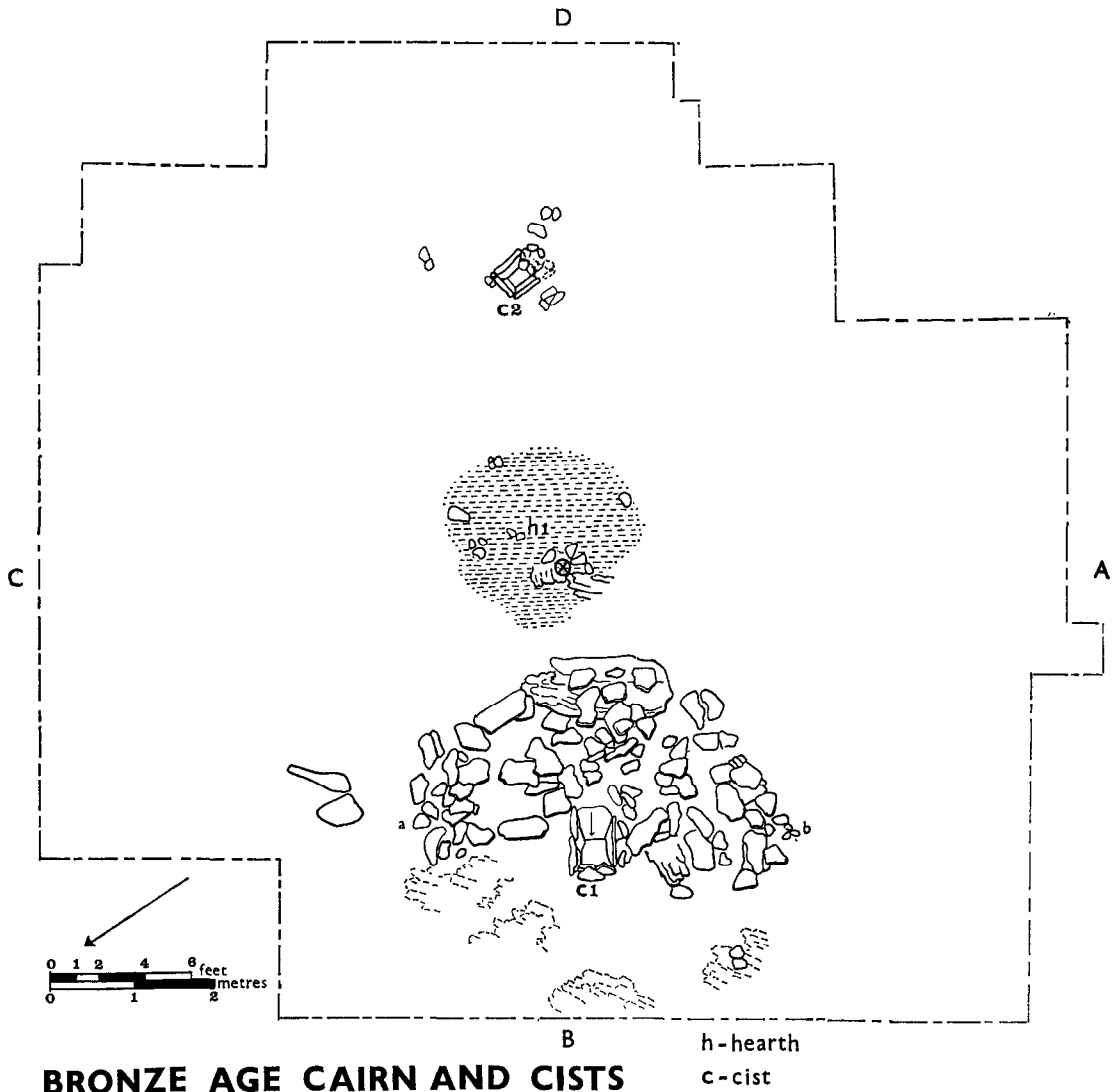 D
C2
h1
C
A
a
b
C1
0 1 2 4 6 feet
metres
0 1 2
B
h-hearth
c-cist
BRONZE AGE CAIRN AND CISTS